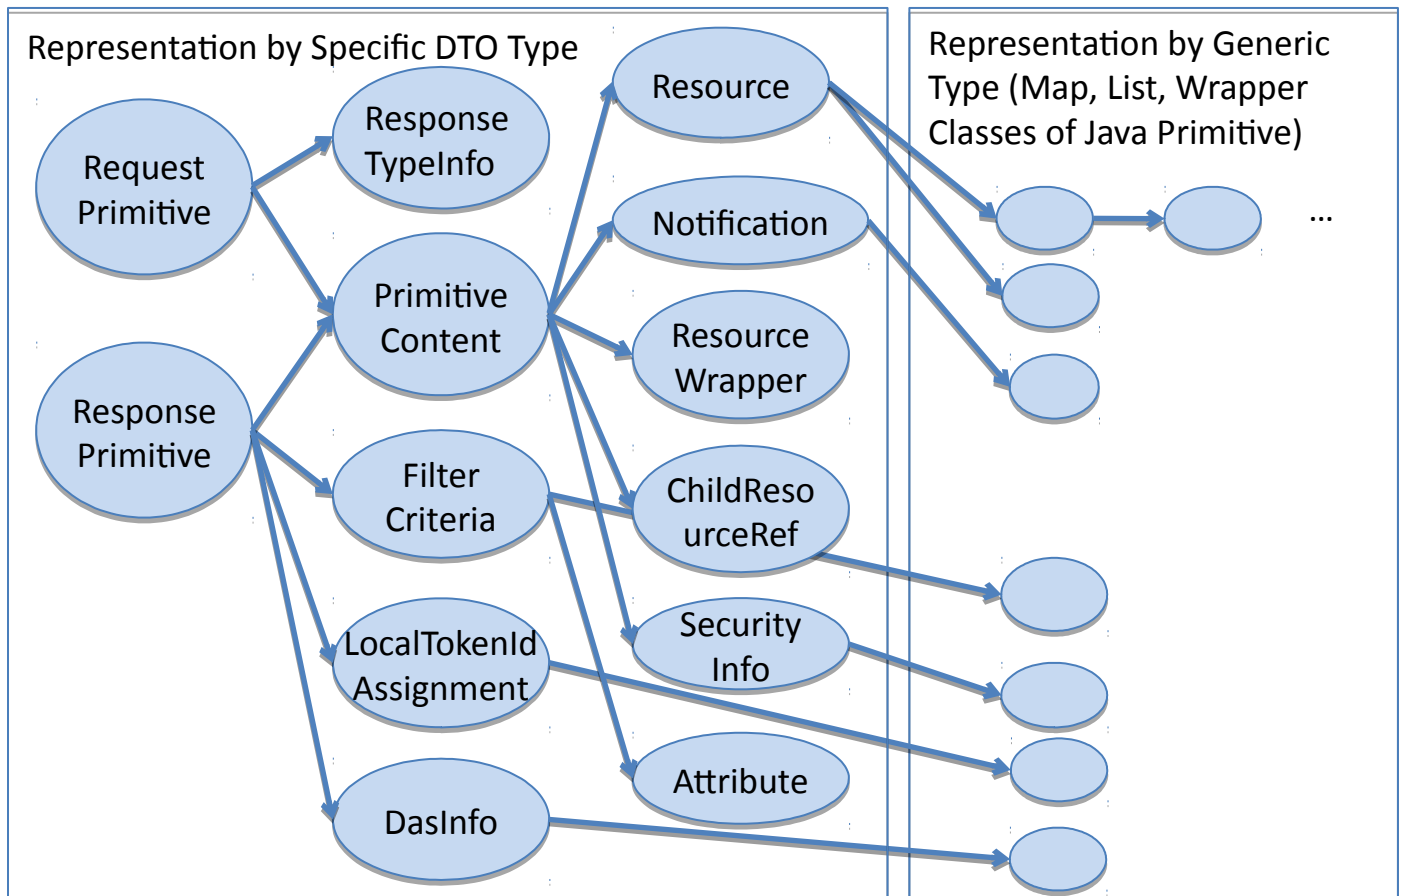 Representation by Specific DTO Type
Representation by Generic
Type (Map, List, Wrapper
Classes of Java Primitive)
Request
Primitive
Response
TypeInfo
Resource
Notification
...
Primitive
Content
Resource
Wrapper
Response
Primitive
Filter
Criteria
ChildReso
urceRef
LocalTokenId
Assignment
Security
Info
DasInfo
Attribute